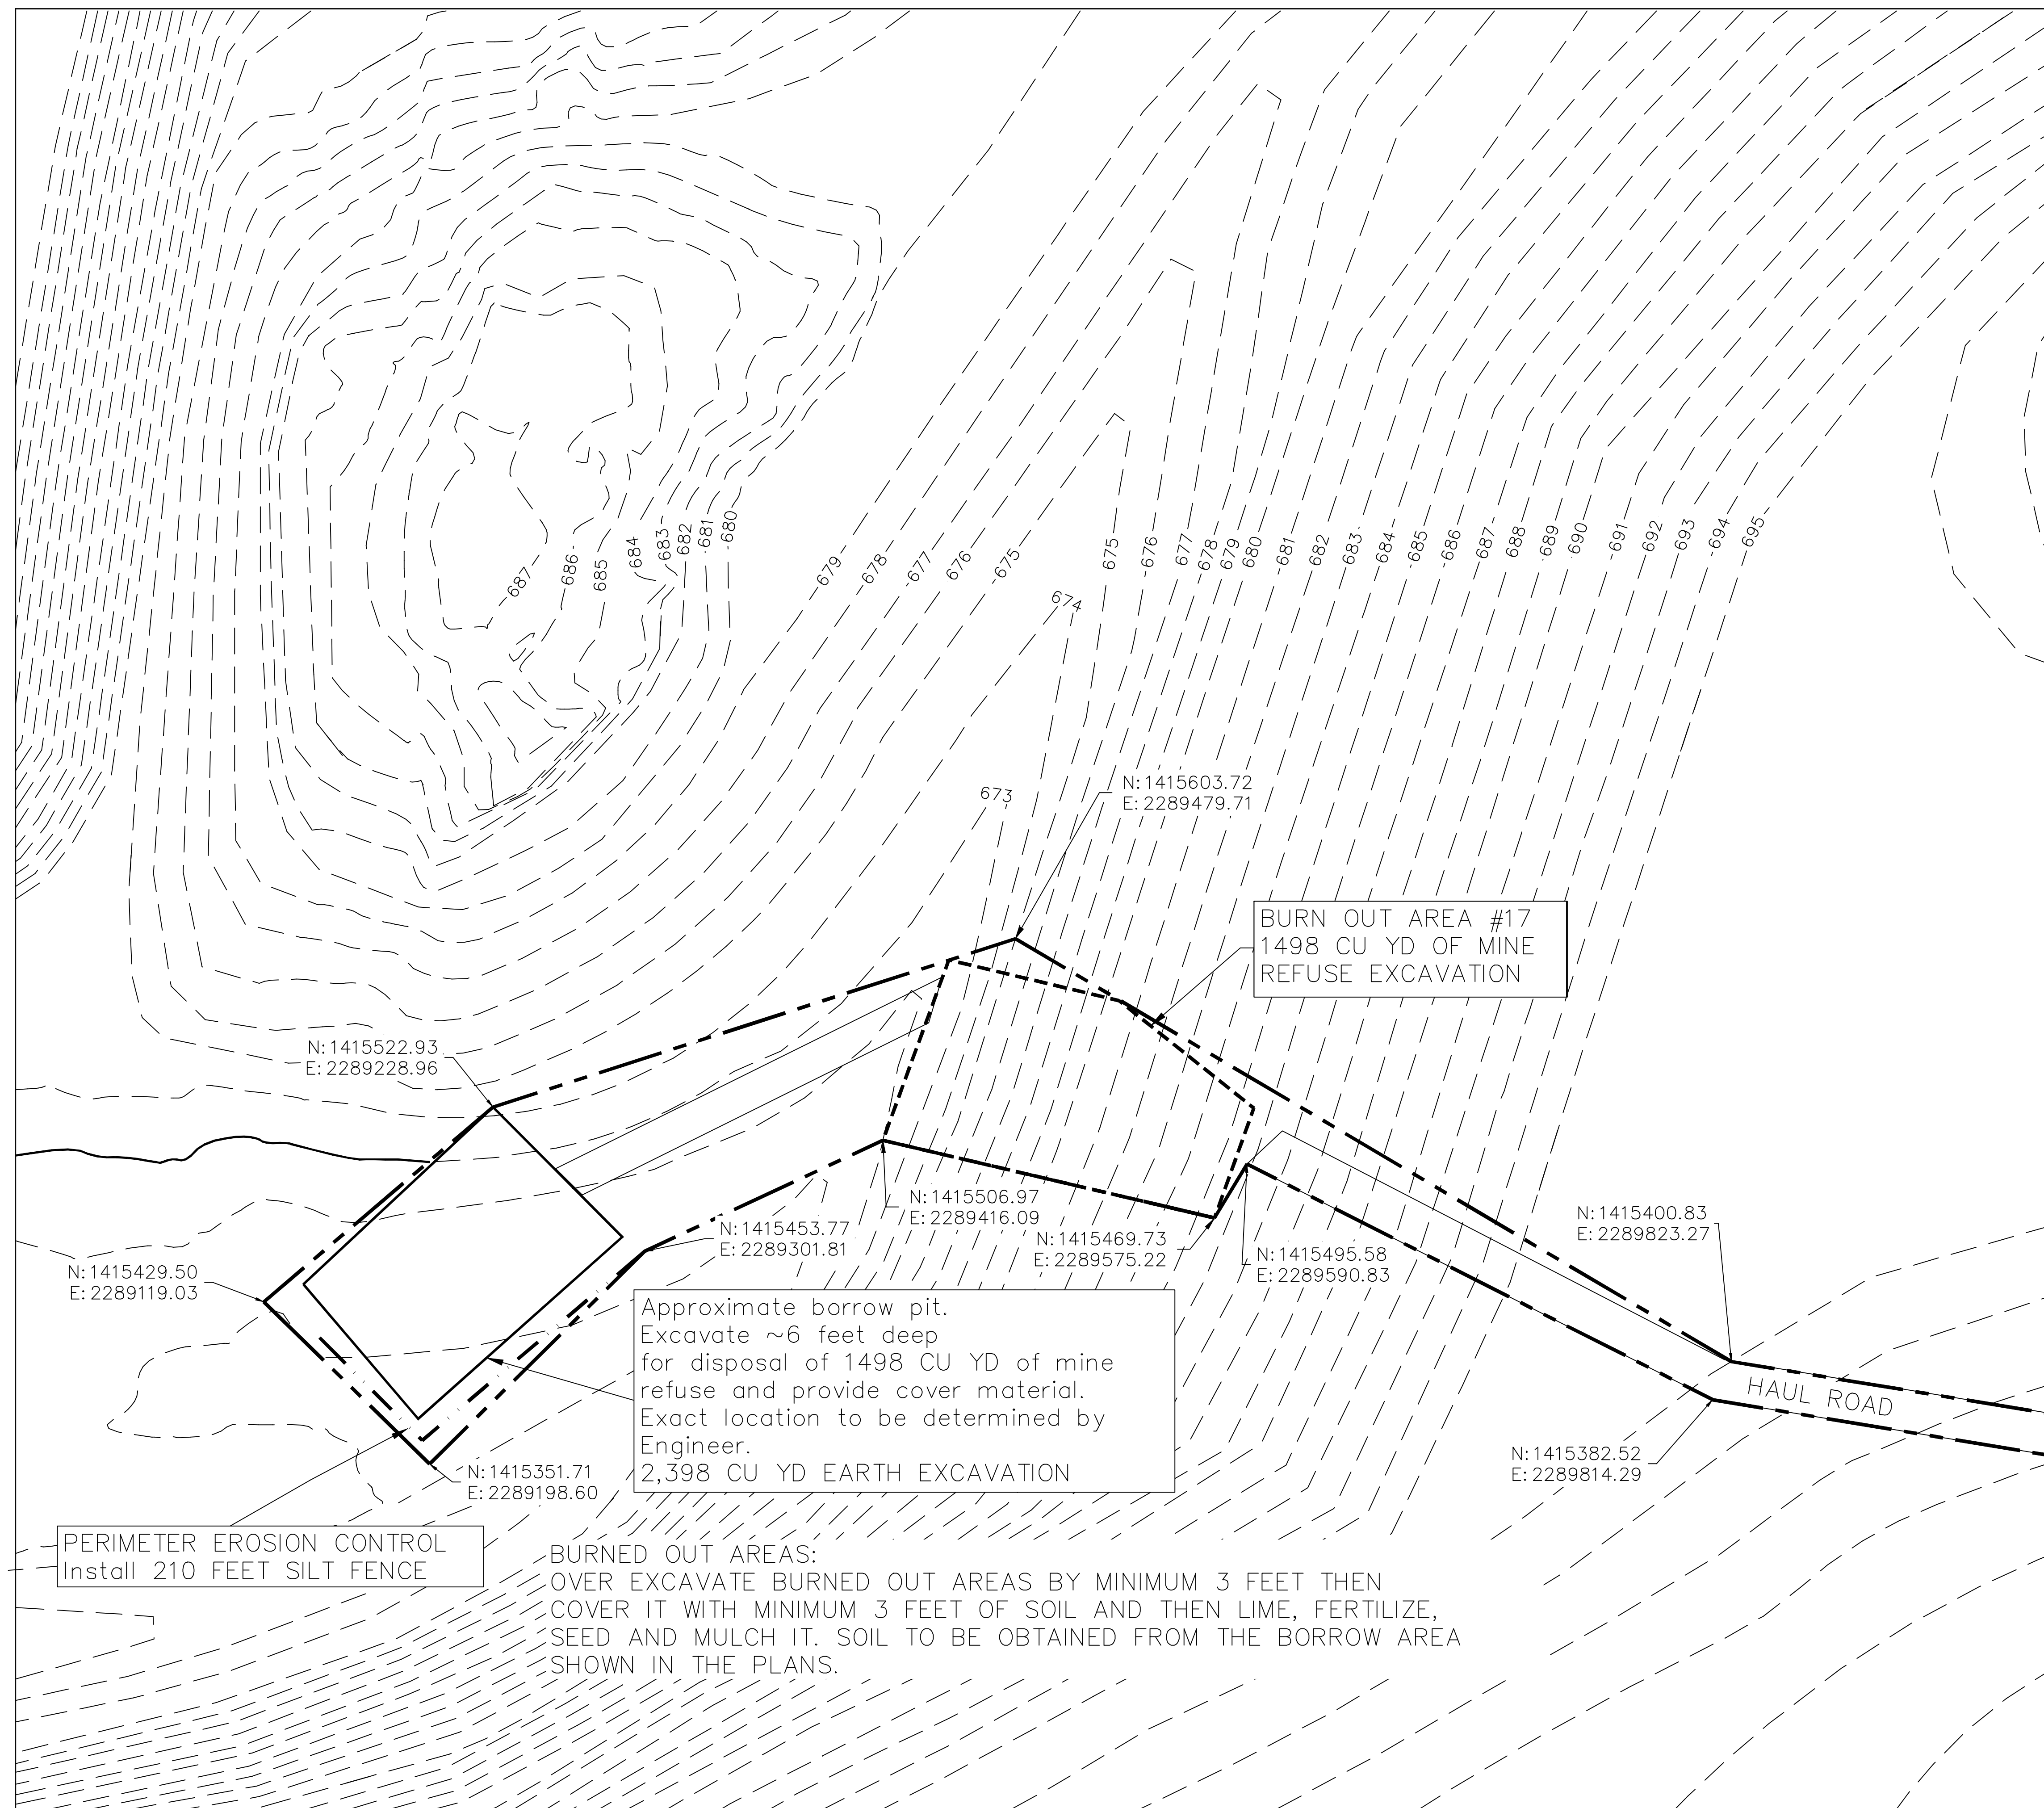 687
686
685
684
683
682
681
680
679
678
677
676
675
674
675
676
677
678
679
680
681
682
683
684
685
686
687
688
689
690
691
692
693
694
695
673
N:1415603.72
E:2289479.71
BURN OUT AREA #17
1498 CU YD OF MINE
REFUSE EXCAVATION
N:1415522.93
E:2289228.96
N:1415506.97
E:2289416.09
N:1415453.77
E:2289301.81
N:1415469.73
E:2289575.22
N:1415495.58
E:2289590.83
N:1415400.83
E:2289823.27
N:1415429.50
E:2289119.03
Approximate borrow pit.
Excavate ~6 feet deep
for disposal of 1498 CU YD of mine
refuse and provide cover material.
Exact location to be determined by
Engineer.
2,398 CU YD EARTH EXCAVATION
HAUL ROAD
N:1415382.52
E:2289814.29
N:1415351.71
E:2289198.60
PERIMETER EROSION CONTROL
Install 210 FEET SILT FENCE
BURNED OUT AREAS:
OVER EXCAVATE BURNED OUT AREAS BY MINIMUM 3 FEET THEN
COVER IT WITH MINIMUM 3 FEET OF SOIL AND THEN LIME, FERTILIZE,
SEED AND MULCH IT. SOIL TO BE OBTAINED FROM THE BORROW AREA
SHOWN IN THE PLANS.